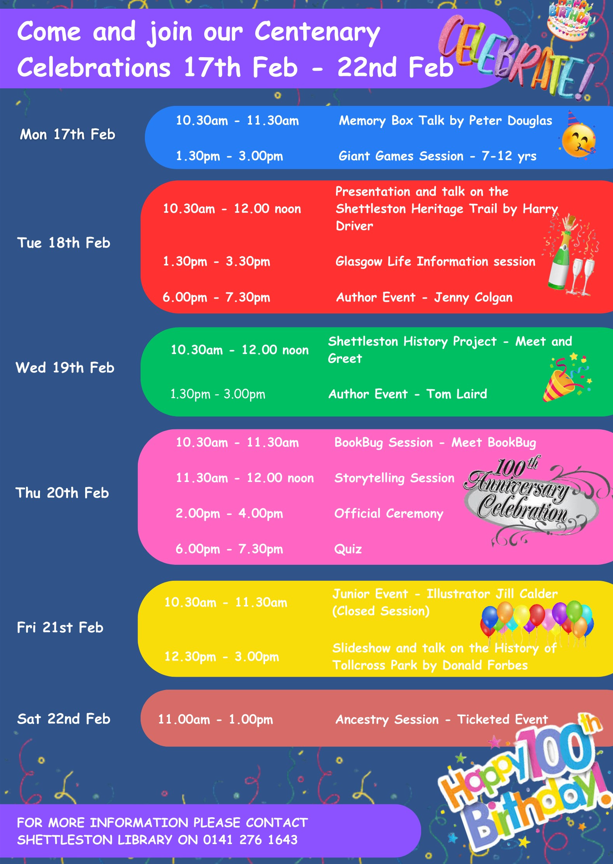 Come and join our Centenary
Celebrations 17th Feb - 22nd Feb
HAPPY
BIRTHDAY
CELEBRATE!
Mon 17th Feb
10.30am - 11.30am Memory Box Talk by Peter Douglas
1.30pm - 3.00pm Giant Games Session - 7-12 yrs
Tue 18th Feb
10.30am - 12.00 noon
Presentation and talk on the
Shettleston Heritage Trail by Harry
Driver
1.30pm - 3.30pm Glasgow Life Information session
6.00pm - 7.30pm Author Event - Jenny Colgan
Wed 19th Feb
10.30am - 12.00 noon
Shettleston History Project - Meet and
Greet
1.30pm - 3.00pm Author Event - Tom Laird
Thu 20th Feb
10.30am - 11.30am BookBug Session - Meet BookBug
11.30am - 12.00 noon Storytelling Session
2.00pm - 4.00pm Official Ceremony
6.00pm - 7.30pm Quiz
100th
Anniversary
Celebration
Fri 21st Feb
10.30am - 11.30am
Junior Event - Illustrator Jill Calder
(Closed Session)
12.30pm - 3.00pm
Slideshow and talk on the History of
Tollcross Park by Donald Forbes
Sat 22nd Feb
11.00am - 1.00pm Ancestry Session - Ticketed Event
Happy 100th
Birthday!
FOR MORE INFORMATION PLEASE CONTACT
SHETTLESTON LIBRARY ON 0141 276 1643